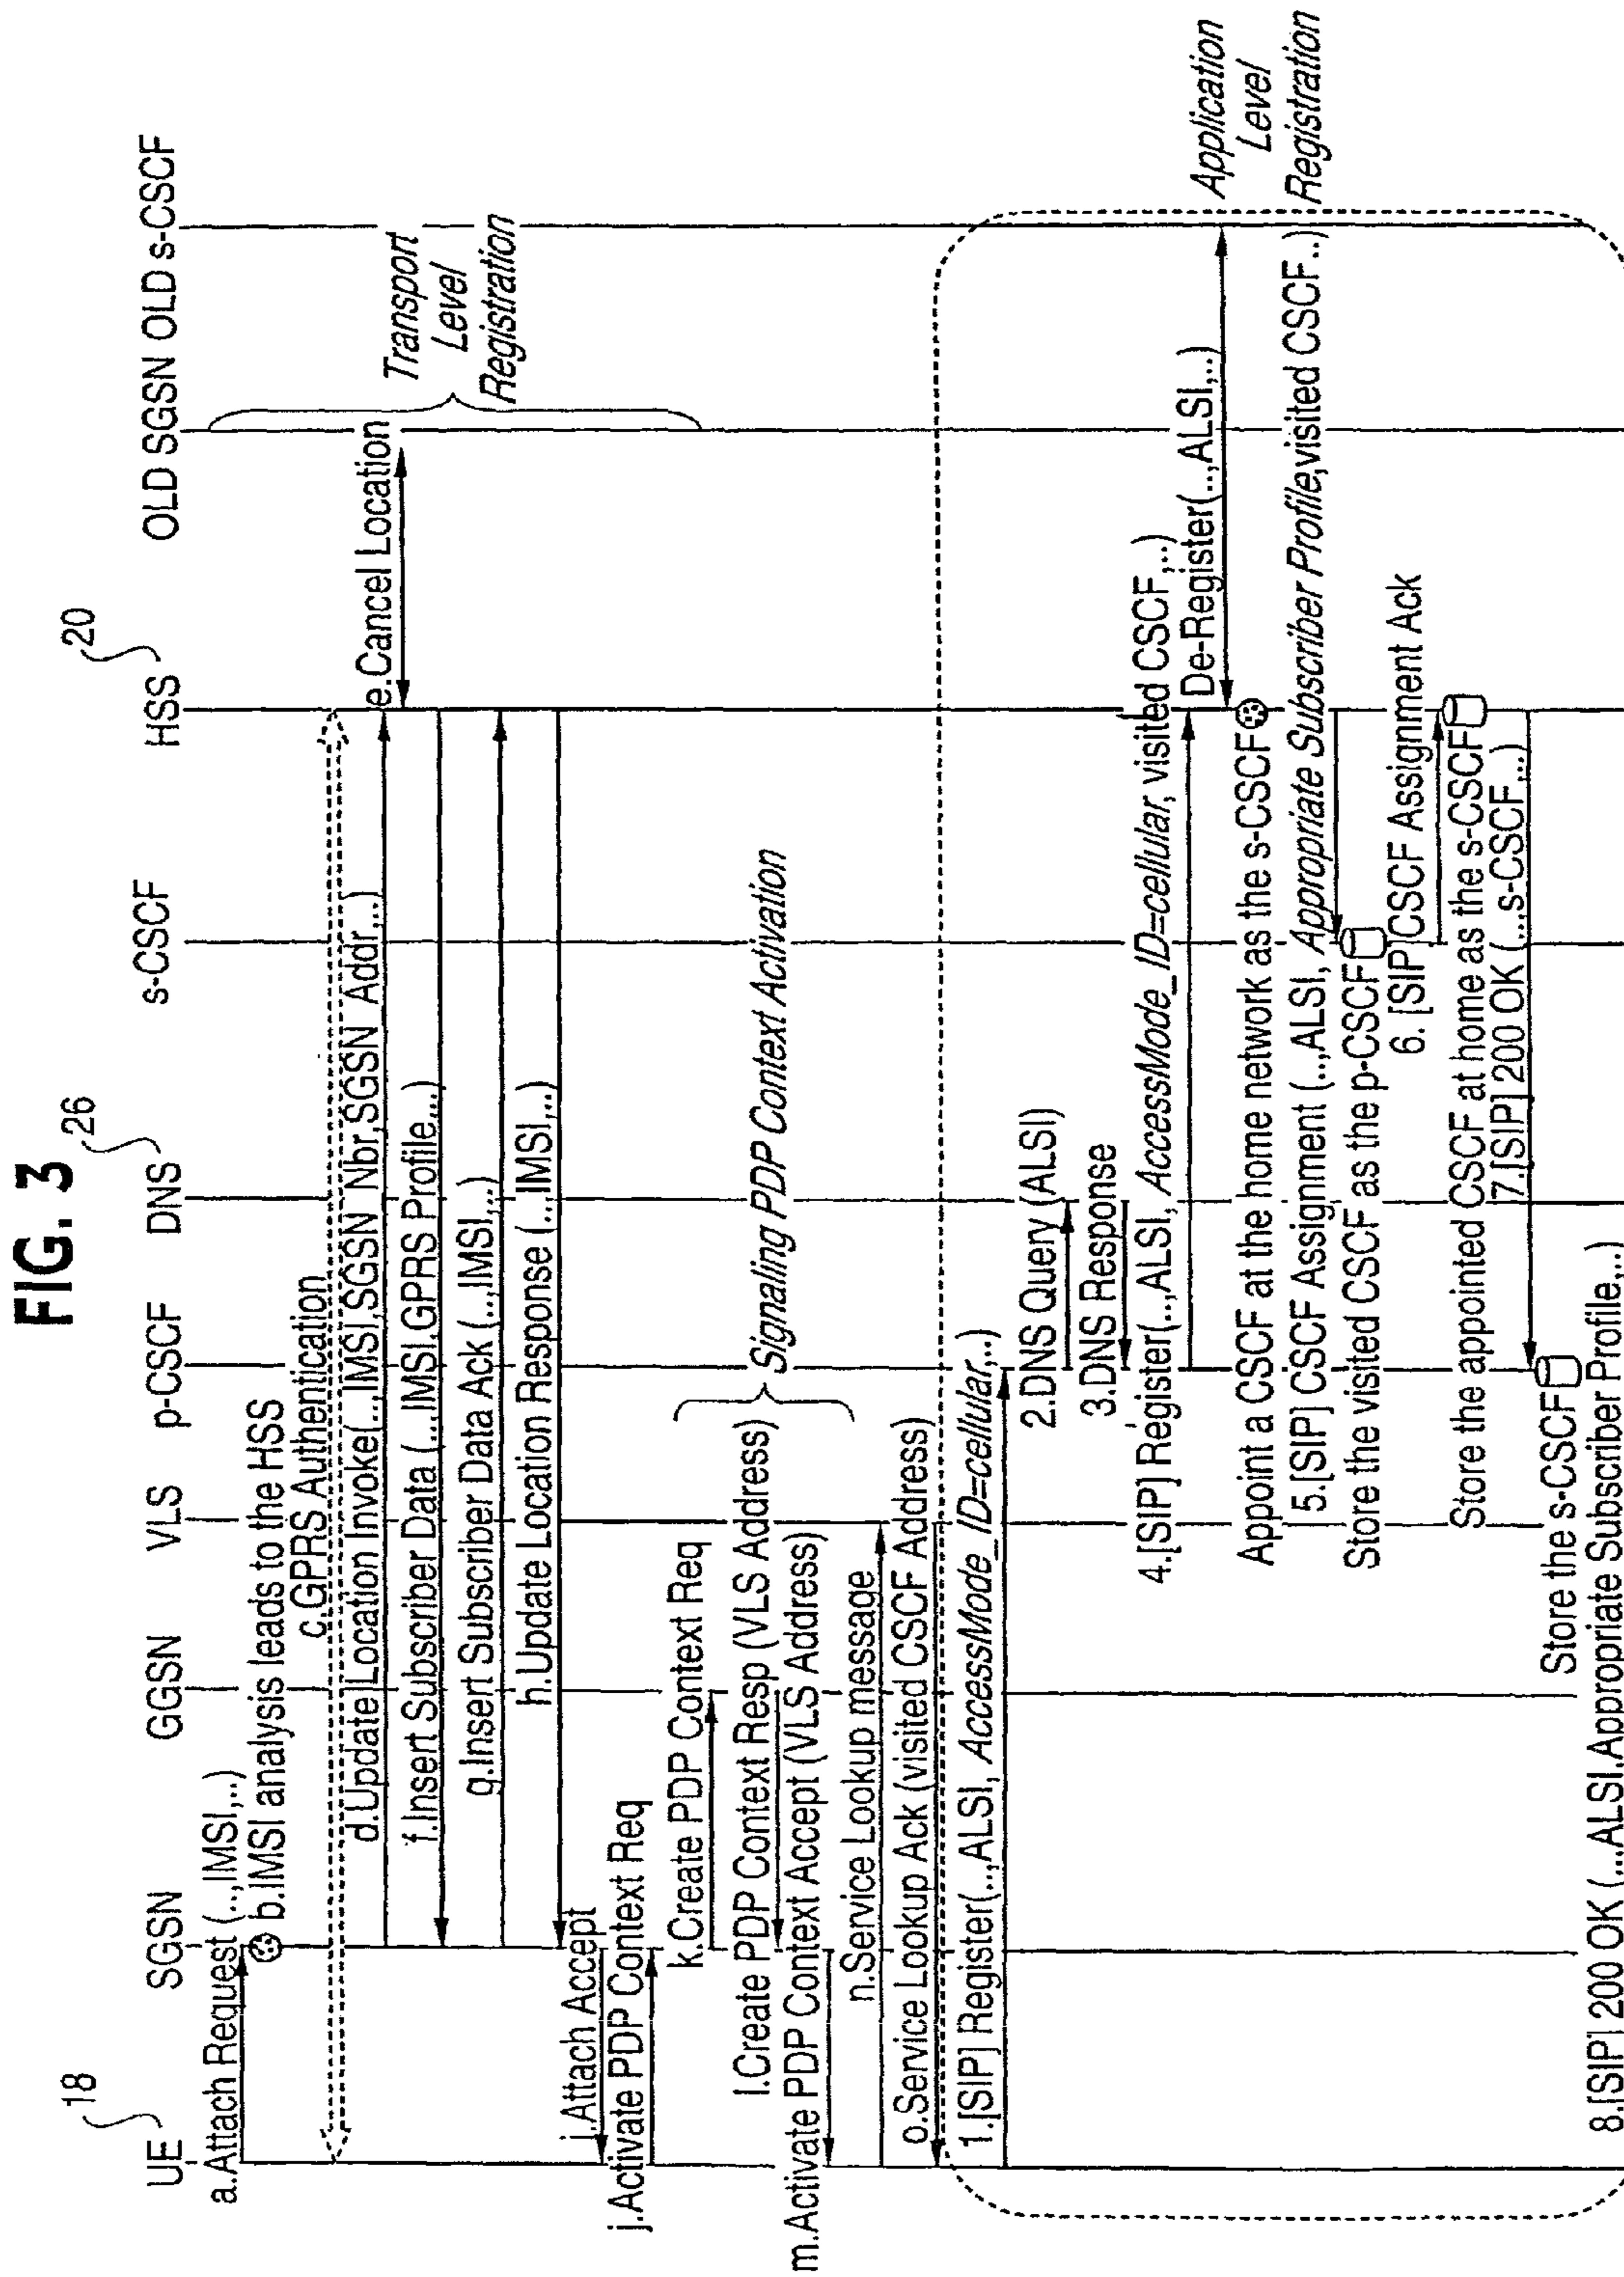 FIG. 3
18
26
20
UE
SGSN
GGSN
VLS
p-CSCF
DNS
s-CSCF
HSS
OLD SGSN
OLD s-CSCF
a.Attach Request (..,IMSI,..)
b.IMSI analysis leads to the HSS
c.GPRS Authentication
d.Update Location Invoke(..,IMSI,SGSN Nbr,SGSN Addr,..)
e.Cancel Location
f.Insert Subscriber Data (...IMSI.GPRS Profile,..)
g.Insert Subscriber Data Ack (...,IMSI,..)
h.Update Location Response (...IMSI,..)
Transport
Level
Registration
j.Attach Accept
j.Activate PDP Context Req
k.Create PDP Context Req
l.Create PDP Context Resp (VLS Address)
m.Activate PDP Context Accept (VLS Address)
Signaling PDP Context Activation
n.Service Lookup message
o.Service Lookup Ack (visited CSCF Address)
1.[SIP] Register(..,ALSI, AccessMode_ID=cellular,..)
2.DNS Query (ALSI)
3.DNS Response
4.[SIP] Register(..,ALSI, AccessMode_ID=cellular, visited CSCF,..)
De-Register(..,ALSI,..)
Application
Level
Registration
Appoint a CSCF at the home network as the s-CSCF
5.[SIP] CSCF Assignment (..,ALSI, Appropriate Subscriber Profile,visited CSCF..)
Store the visited CSCF as the p-CSCF
6. [SIP]CSCF Assignment Ack
Store the appointed CSCF at home as the s-CSCF
7.[SIP] 200 OK (...s-CSCF,..)
Store the s-CSCF
8.[SIP] 200 OK (...ALSI.Appropriate Subscriber Profile,..)